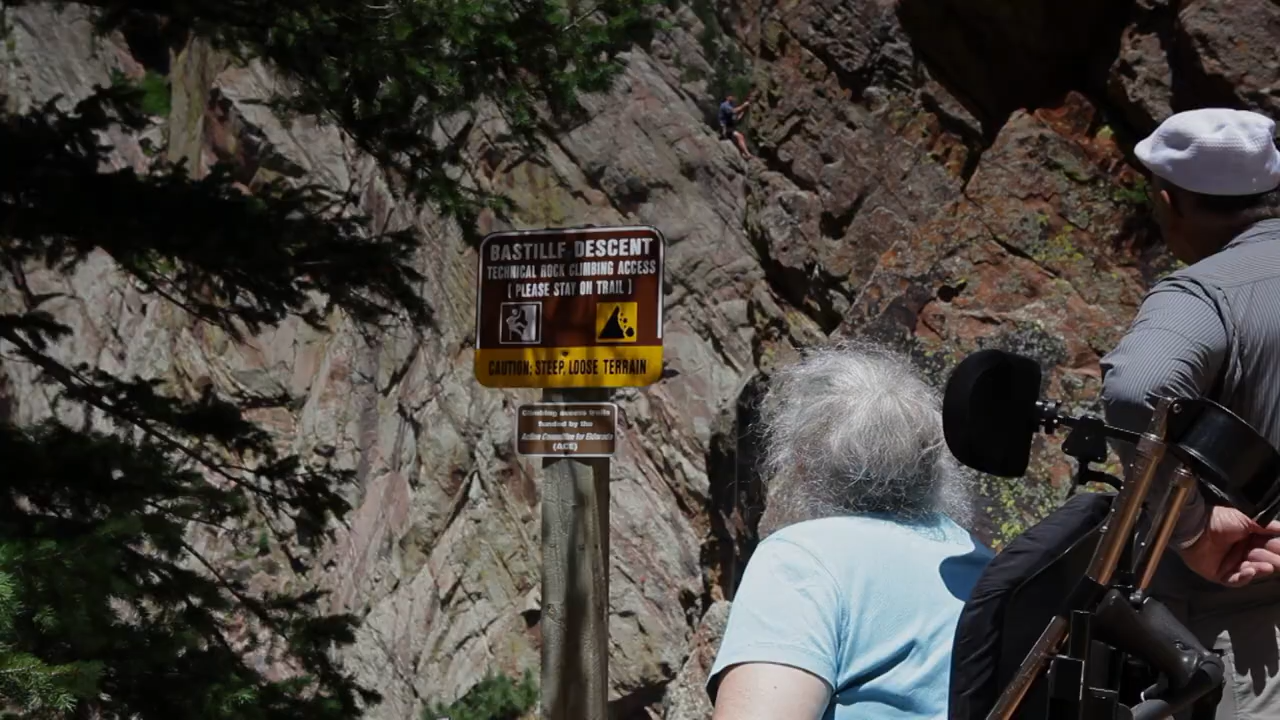 BASTILLE DESCENT
TECHNICAL ROCK CLIMBING ACCESS
[ PLEASE STAY ON TRAIL ]
CAUTION: STEEP, LOOSE TERRAIN
Climbing access trails
funded by the
Action Committee for Eldorado
(ACE)